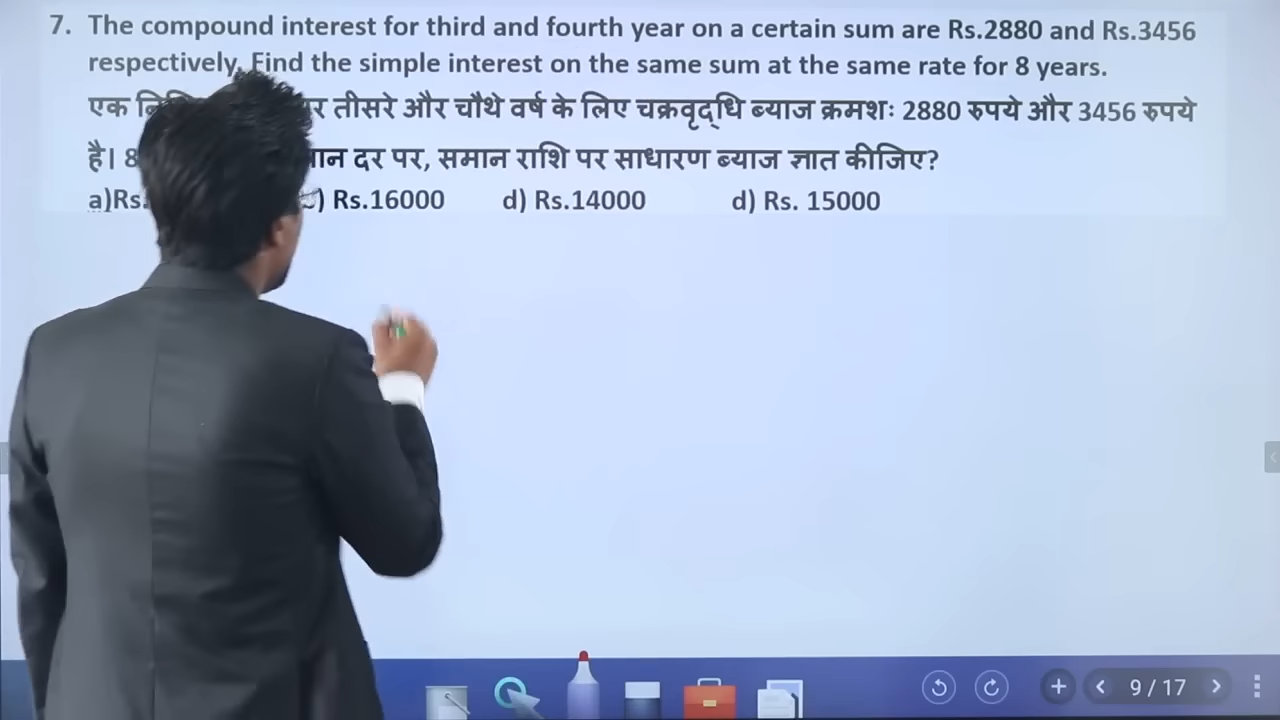 7. The compound interest for third and fourth year on a certain sum are Rs.2880 and Rs.3456
respectively. Find the simple interest on the same sum at the same rate for 8 years.
एक तीसरे और चौथे वर्ष के लिए चक्रवृद्धि ब्याज क्रमशः 2880 रुपये और 3456 रुपये
है। 8 दर पर, समान राशि पर साधारण ब्याज ज्ञात कीजिए?
a)Rs. ) Rs.16000 d) Rs.14000 d) Rs. 15000
9 / 17